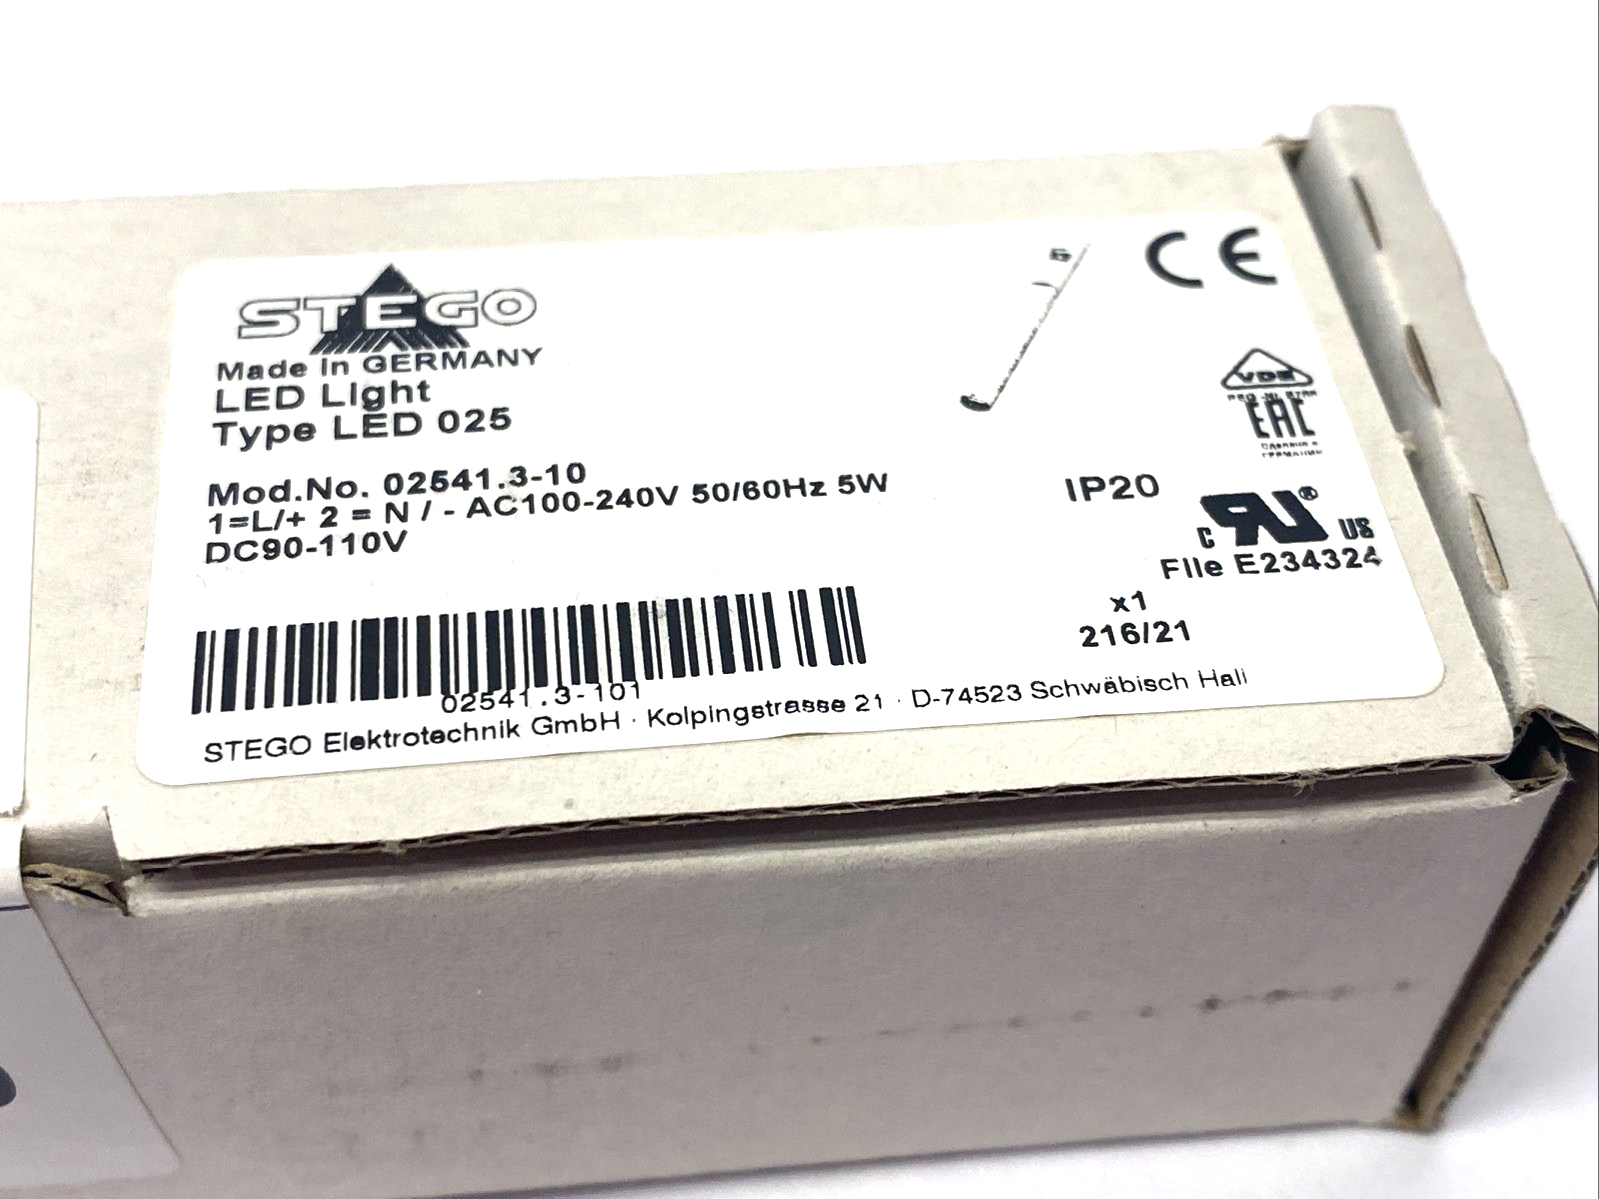 STEGO
Made in GERMANY
LED Light
Type LED 025
Mod.No. 02541.3-10
1=L/+ 2 = N / - AC100-240V 50/60Hz 5W
DC90-110V
02541.3-101
STEGO Elektrotechnik GmbH · Kolpingstrasse 21 · D-74523 Schwäbisch Hall
CE
VDE
EAC
IP20
C RU ® US
File E234324
x1
216/21